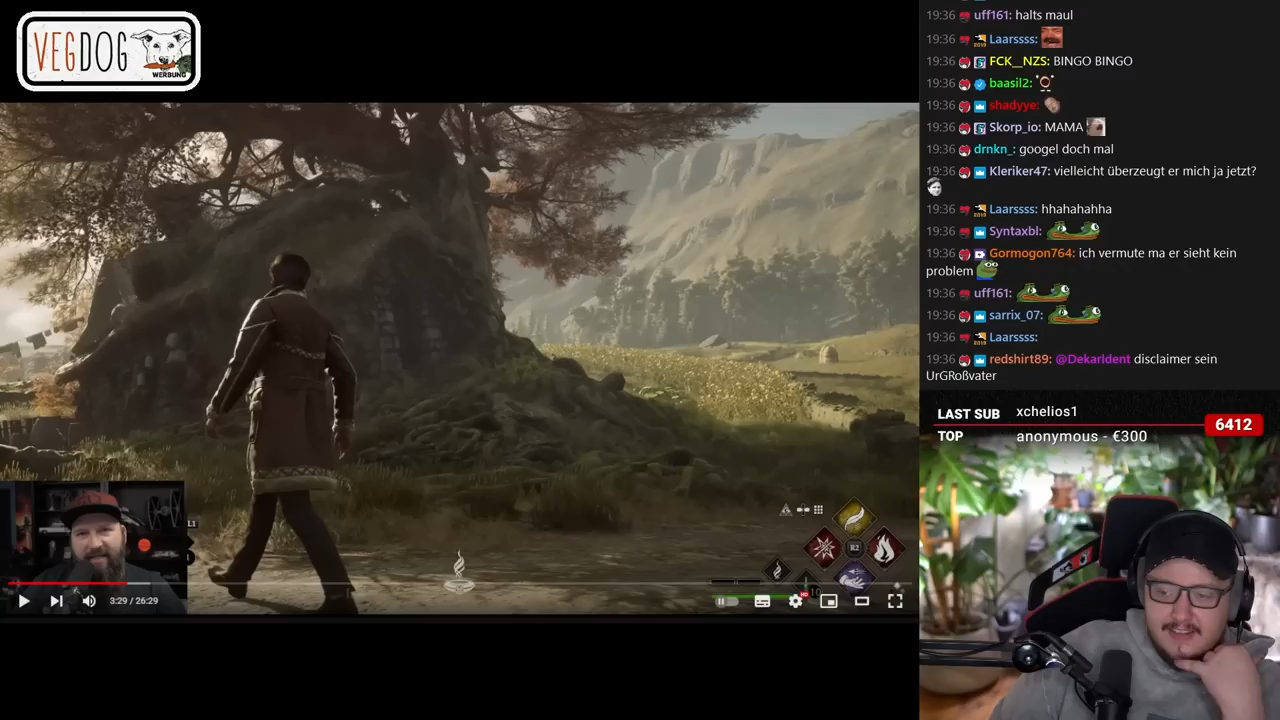 VEGDOG
WERBUNG
19:36 uff161: halts maul
19:36 Laarssss:
19:36 FCK__NZS: BINGO BINGO
19:36 baasil2:
19:36 shadyye:
19:36 Skorp_io: MAMA
19:36 drnkn_: googel doch mal
19:36 Kleriker47: vielleicht überzeugt er mich ja jetzt?
19:36 Laarssss: hhahahahha
19:36 Syntaxbl:
19:36 Gormogon764: ich vermute ma er sieht kein
problem
19:36 uff161:
19:36 sarrix_07:
19:36 Laarssss:
19:36 redshirt89: @Dekarldent disclaimer sein
UrGRoßvater
LAST SUB xchelios1
6412
TOP anonymous - €300
L1
R2
10
3:29 / 26:29
HD